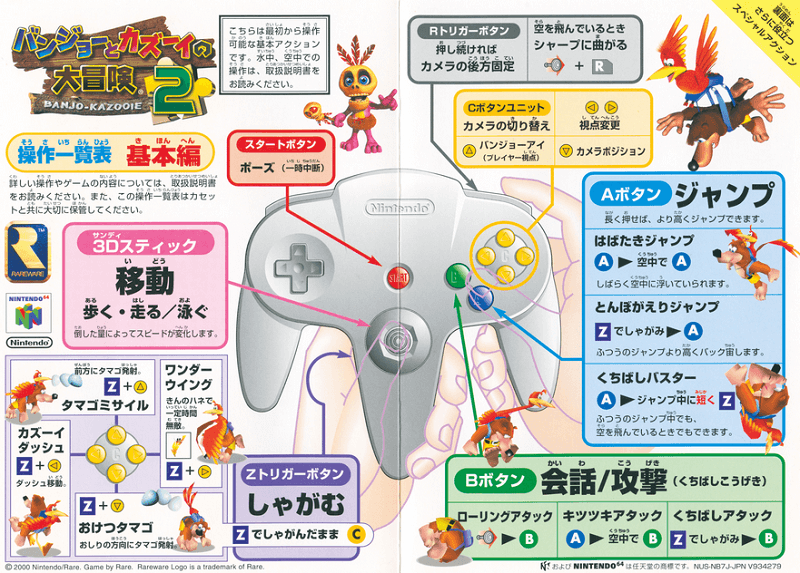 バンジョーとカズーイの
大冒険 2
BANJO-KAZOOIE
こちらは最初から操作
可能な基本アクション
です。水中、空中での
操作は、取扱説明書を
お読みください。
操作一覧表 基本編
詳しい操作やゲームの内容については、取扱説明書
をお読みください。また、この操作一覧表はカセッ
トと共に大切に保管してください。
裏面は
さらに役立つ
スペシャルアクション
Rトリガーボタン
押し続ければ
カメラの後方固定
空を飛んでいるとき
シャープに曲がる
+ R
Cボタンユニット
カメラの切り替え
視点変更
バンジョーアイ
(プレイヤー視点)
カメラポジション
スタートボタン
ポーズ(一時中断)
Nintendo
START
B
A
C
RAREWARE
NINTENDO 64
Nintendo
3Dスティック
移動
歩く・走る/泳ぐ
倒した量によってスピードが変化します。
Aボタン ジャンプ
長く押せば、より高くジャンプできます。
はばたきジャンプ
A ▶ 空中で A
しばらく空中に浮いていられます。
とんぼがえりジャンプ
Z でしゃがみ ▶ A
ふつうのジャンプより高くバック宙します。
くちばしバスター
A ▶ ジャンプ中に短く Z
ふつうのジャンプ中でも、
空を飛んでいるときでもできます。
前方にタマゴ発射。
Z +
タマゴミサイル
ワンダー
ウイング
きんのハネで
一定時間
無敵。
Z +
カズーイ
ダッシュ
Z +
ダッシュ移動。
C
Z +
おけつタマゴ
おしりの方向にタマゴ発射。
Zトリガーボタン
しゃがむ
Z でしゃがんだまま C
Bボタン 会話/攻撃 (くちばしこうげき)
ローリングアタック
+ ▶ B
キツツキアタック
A ▶ 空中で B
くちばしアタック
Z でしゃがみ ▶ B
© 2000 Nintendo/Rare. Game by Rare. Rareware Logo is a trademark of Rare.
および NINTENDO64 は任天堂の商標です。 NUS-NB7J-JPN V934279